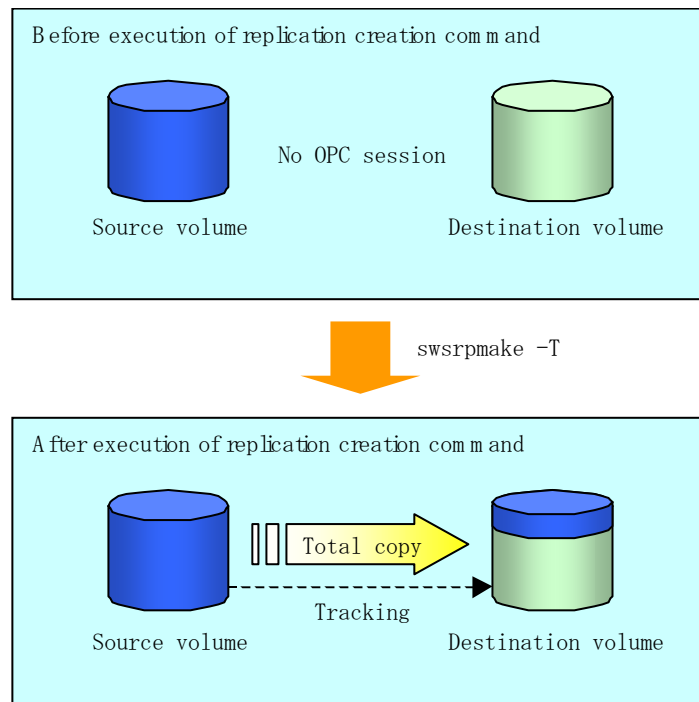 Before execution of replication creation command
No OPC session
Source volume
Destination volume
swsrpmake -T
After execution of replication creation command
Total copy
Tracking
Source volume
Destination volume